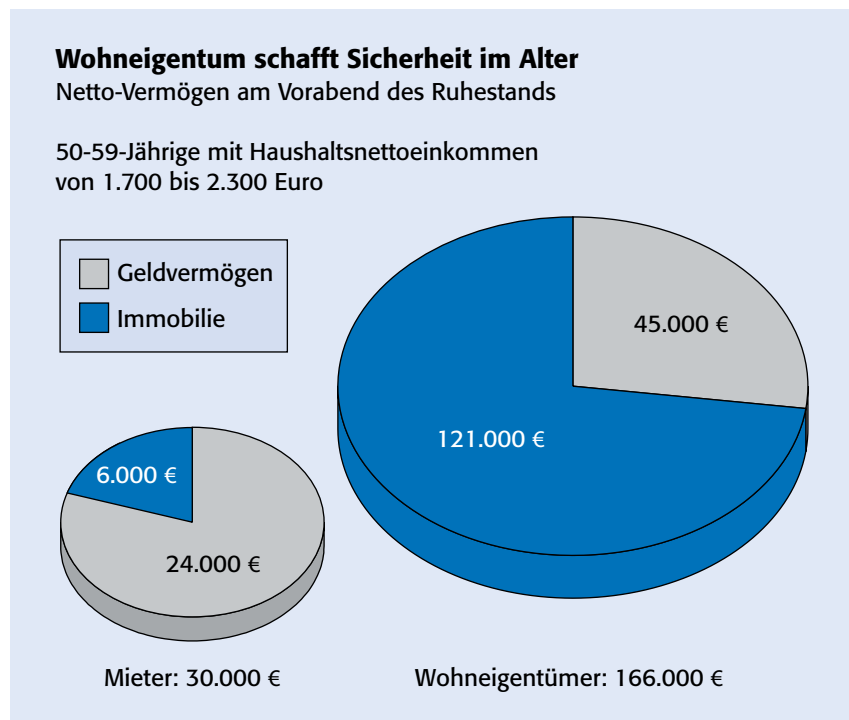 Wohneigentum schafft Sicherheit im Alter
Netto-Vermögen am Vorabend des Ruhestands
50-59-Jährige mit Haushaltsnettoeinkommen
von 1.700 bis 2.300 Euro
Geldvermögen
Immobilie
45.000 €
121.000 €
6.000 €
24.000 €
Mieter: 30.000 €
Wohneigentümer: 166.000 €